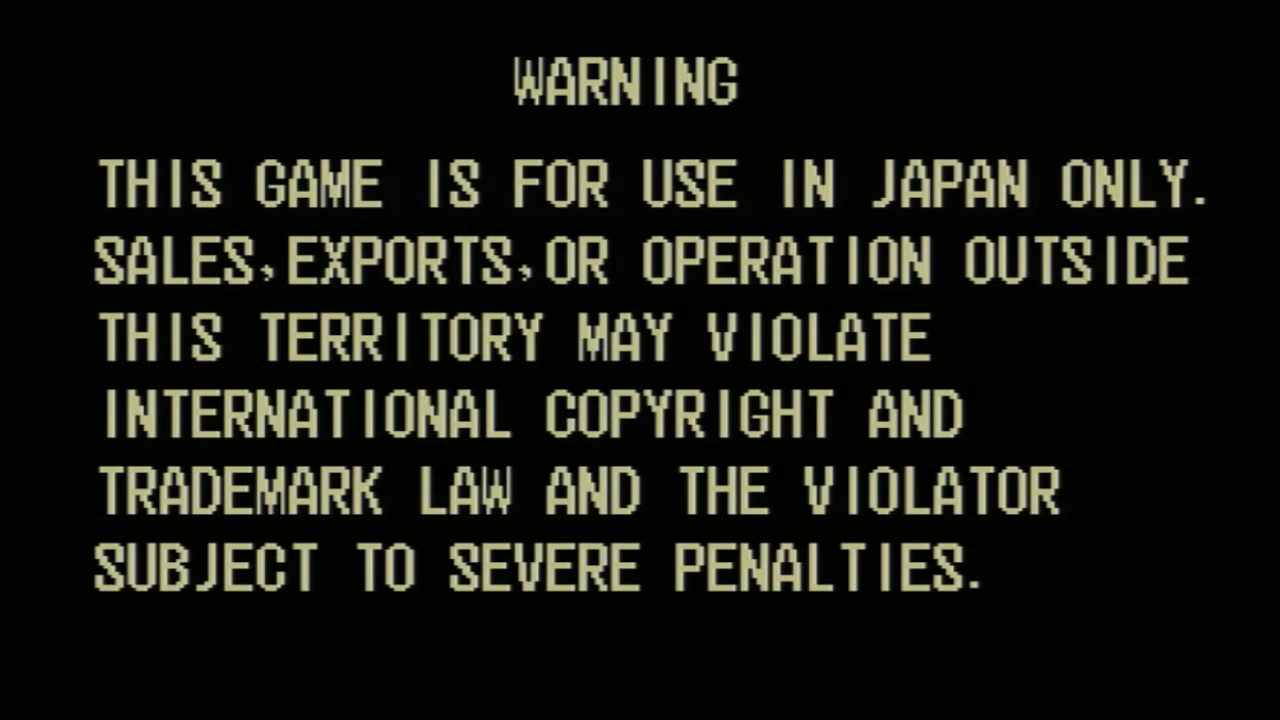 WARNING
THIS GAME IS FOR USE IN JAPAN ONLY.
SALES,EXPORTS,OR OPERATION OUTSIDE
THIS TERRITORY MAY VIOLATE
INTERNATIONAL COPYRIGHT AND
TRADEMARK LAW AND THE VIOLATOR
SUBJECT TO SEVERE PENALTIES.